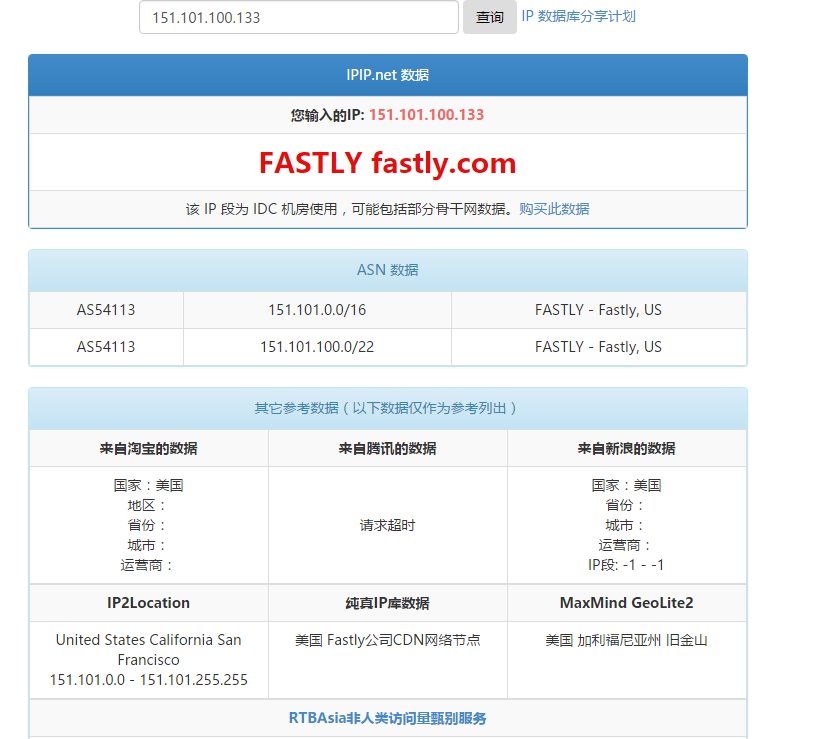 151.101.100.133 查询 IP 数据库分享计划
IPIP.net 数据
您输入的IP: 151.101.100.133
FASTLY fastly.com
该 IP 段为 IDC 机房使用，可能包括部分骨干网数据。购买此数据
ASN 数据
AS54113 151.101.0.0/16 FASTLY - Fastly, US
AS54113 151.101.100.0/22 FASTLY - Fastly, US
其它参考数据（以下数据仅作为参考列出）
来自淘宝的数据 来自腾讯的数据 来自新浪的数据
国家：美国
地区：
省份：
城市：
运营商：
请求超时
国家：美国
省份：
城市：
运营商：
IP段: -1 - -1
IP2Location 纯真IP库数据 MaxMind GeoLite2
United States California San
Francisco
151.101.0.0 - 151.101.255.255
美国 Fastly公司CDN网络节点
美国 加利福尼亚州 旧金山
RTBAsia非人类访问量甄别服务